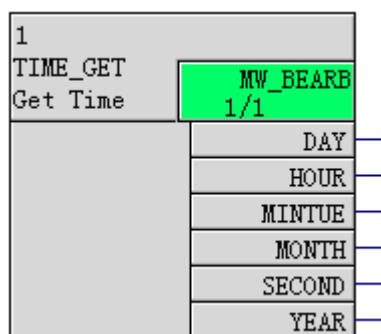 1
TIME_GET
Get Time
MW_BEARB
1/1
DAY
HOUR
MINTUE
MONTH
SECOND
YEAR